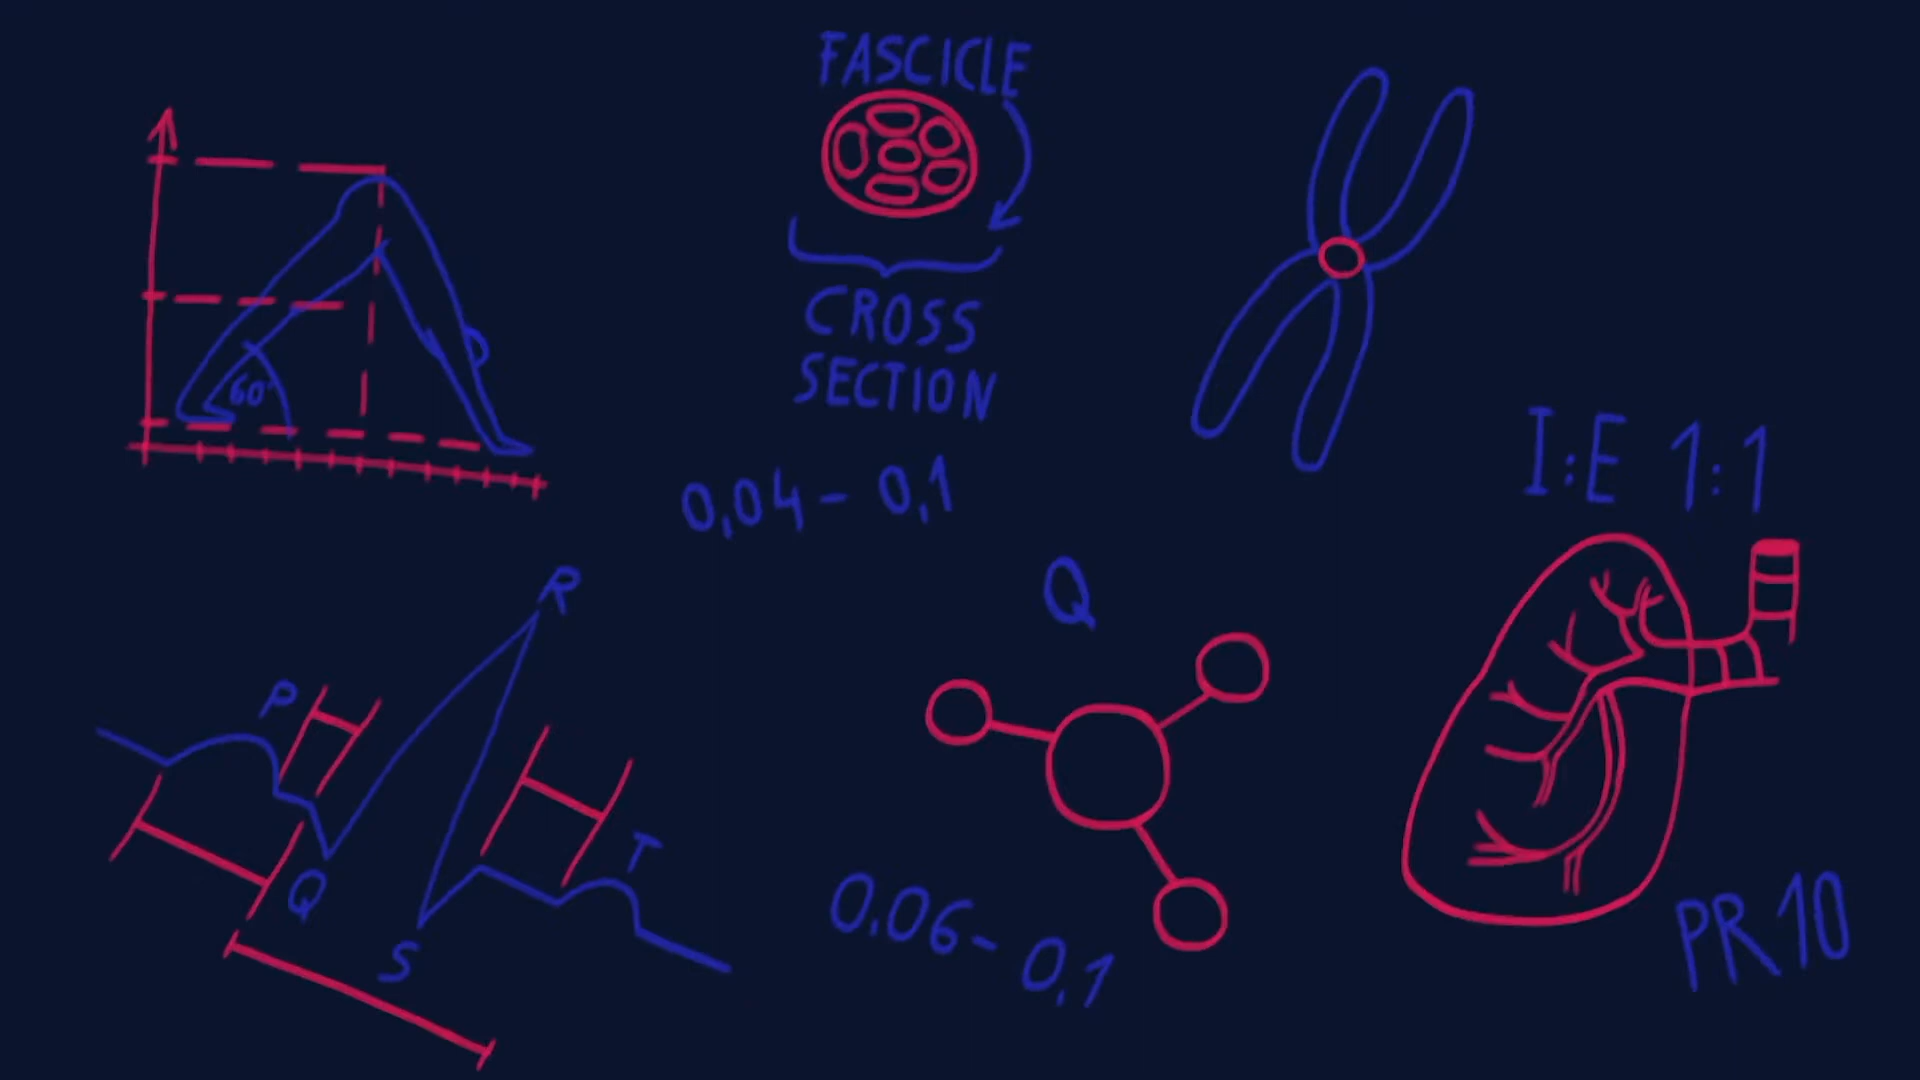 FASCICLE
CROSS
SECTION
60°
0,04 - 0,1
I:E 1:1
R
Q
P
T
Q
S
0.06 - 0,1
PR 10